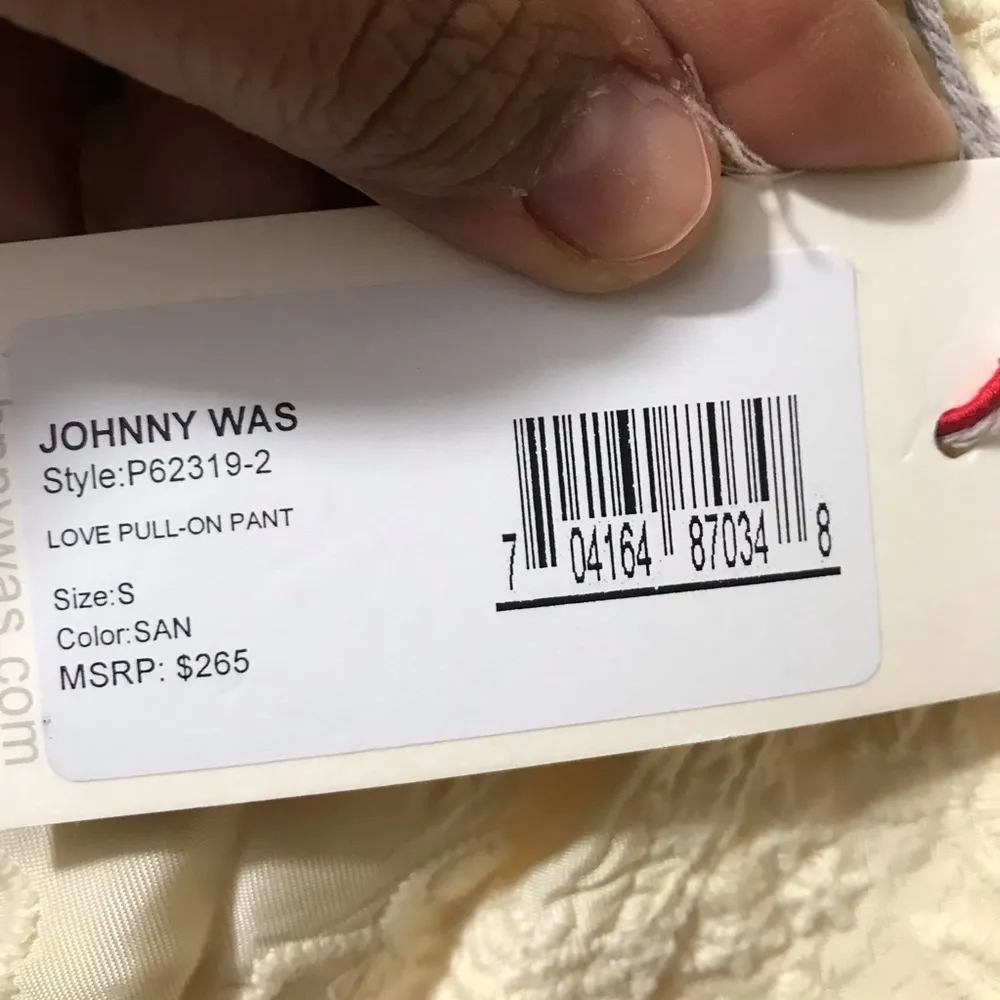 JOHNNY WAS
Style:P62319-2
LOVE PULL-ON PANT
Size:S
Color:SAN
MSRP: $265
7 04164 87034 8